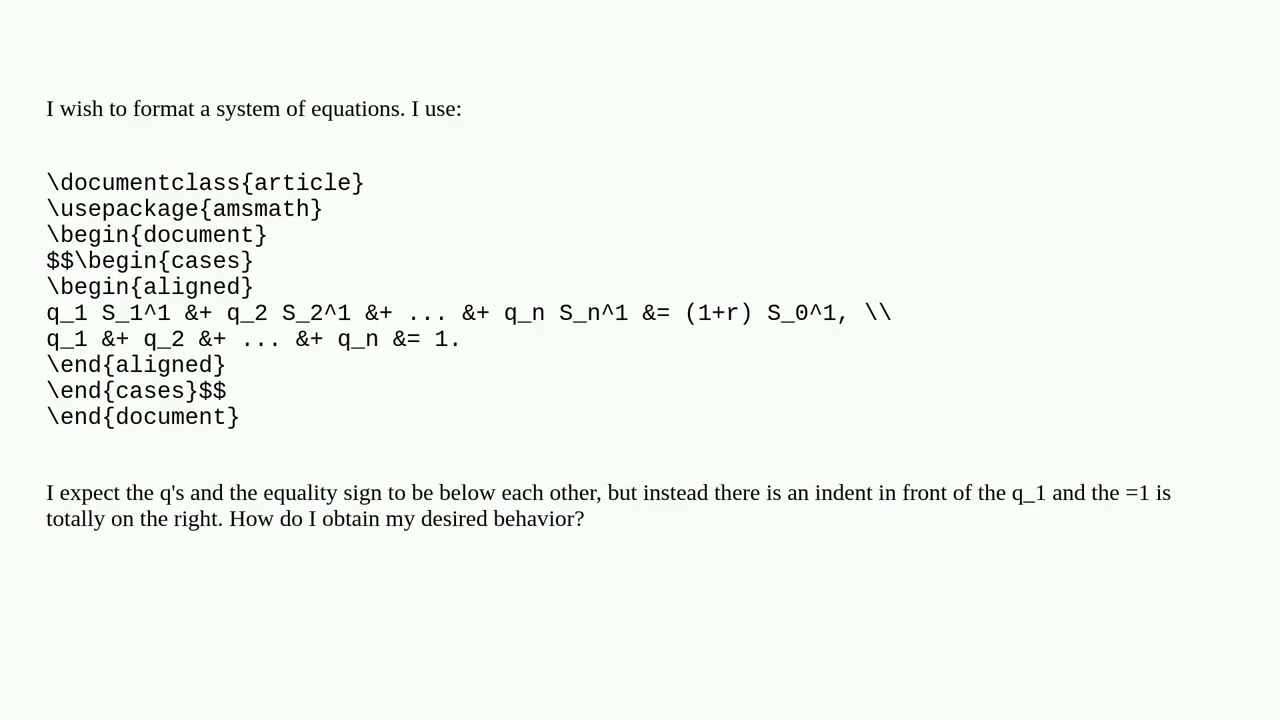 I wish to format a system of equations. I use:
\documentclass{article}
\usepackage{amsmath}
\begin{document}
$$\begin{cases}
\begin{aligned}
q_1 S_1^1 &+ q_2 S_2^1 &+ ... &+ q_n S_n^1 &= (1+r) S_0^1, \\
q_1 &+ q_2 &+ ... &+ q_n &= 1.
\end{aligned}
\end{cases}$$
\end{document}
I expect the q's and the equality sign to be below each other, but instead there is an indent in front of the q_1 and the =1 is
totally on the right. How do I obtain my desired behavior?